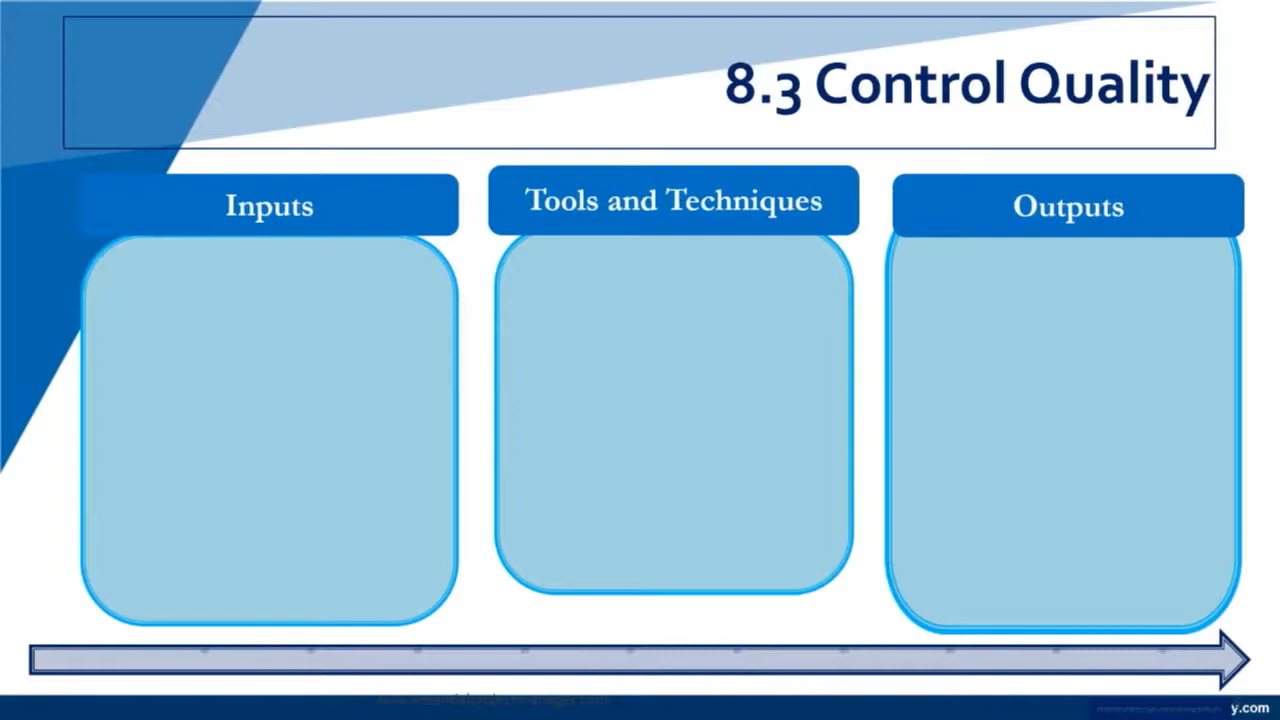 8.3 Control Quality
Inputs
Tools and Techniques
Outputs
y.com